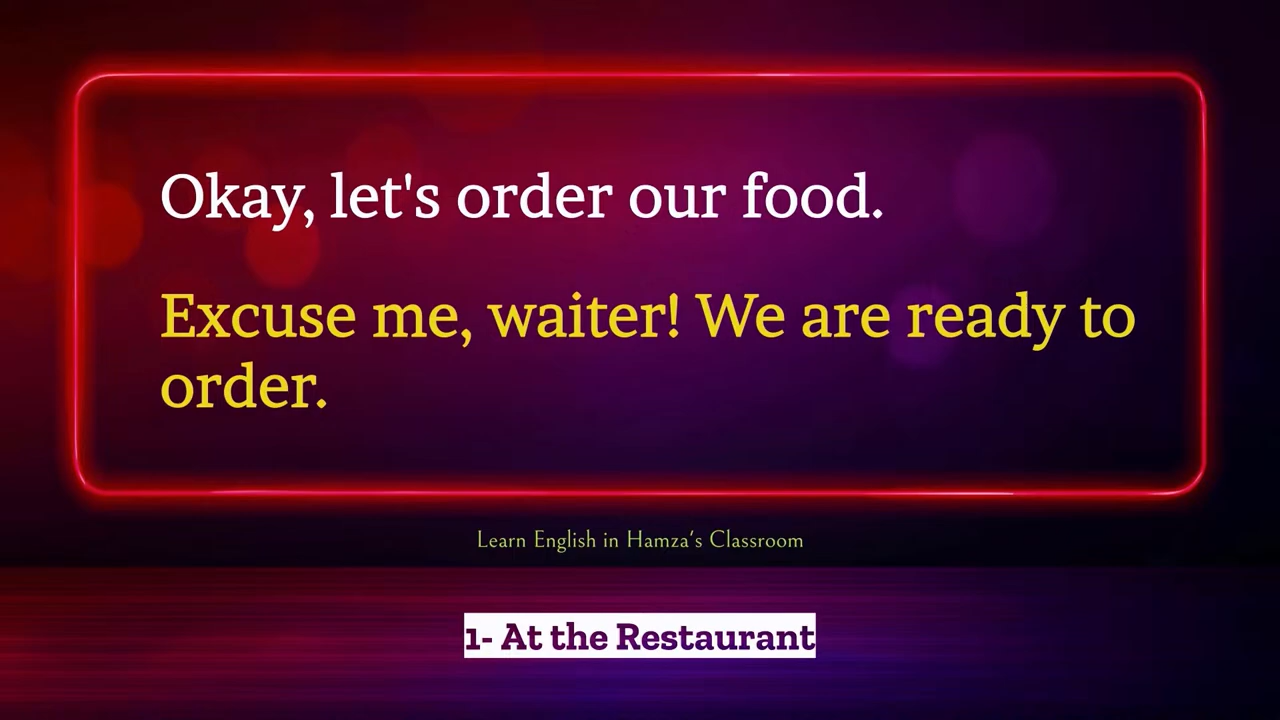 Okay, let's order our food.
Excuse me, waiter! We are ready to
order.
Learn English in Hamza's Classroom
1- At the Restaurant